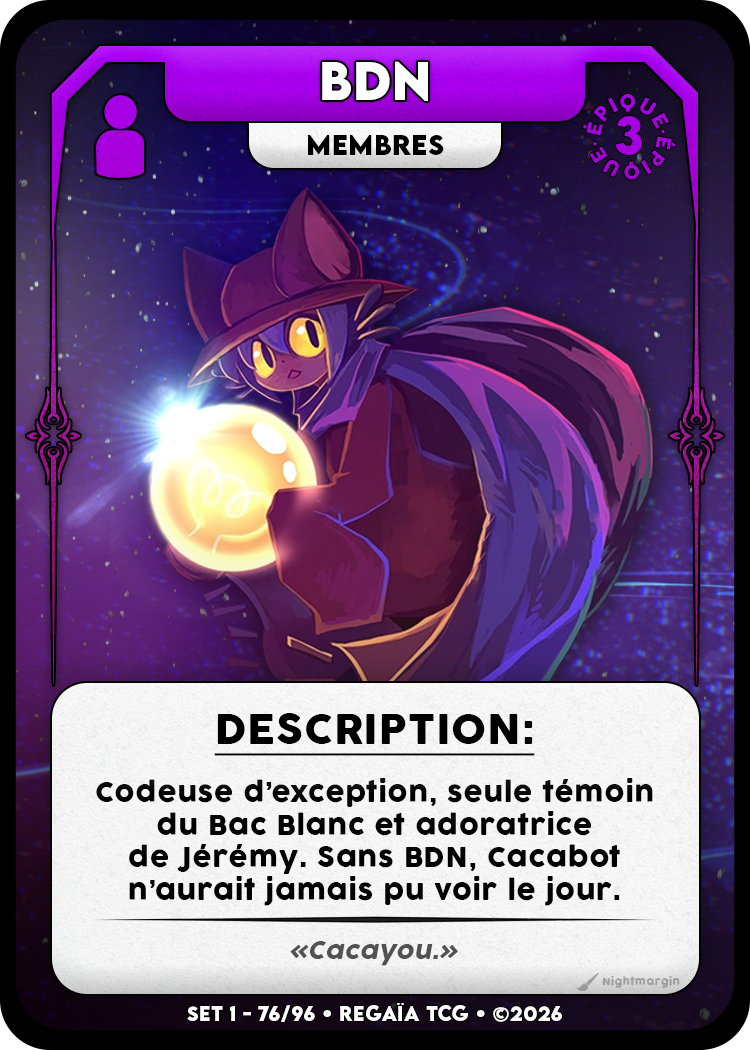 BDN
MEMBRES
ÉPIQUE·ÉPIQUE·
3
DESCRIPTION:
Codeuse d'exception, seule témoin
du Bac Blanc et adoratrice
de Jérémy. Sans BDN, Cacabot
n'aurait jamais pu voir le jour.
«Cacayou.»
Nightmargin
SET 1 - 76/96 • REGAÏA TCG • ©2026